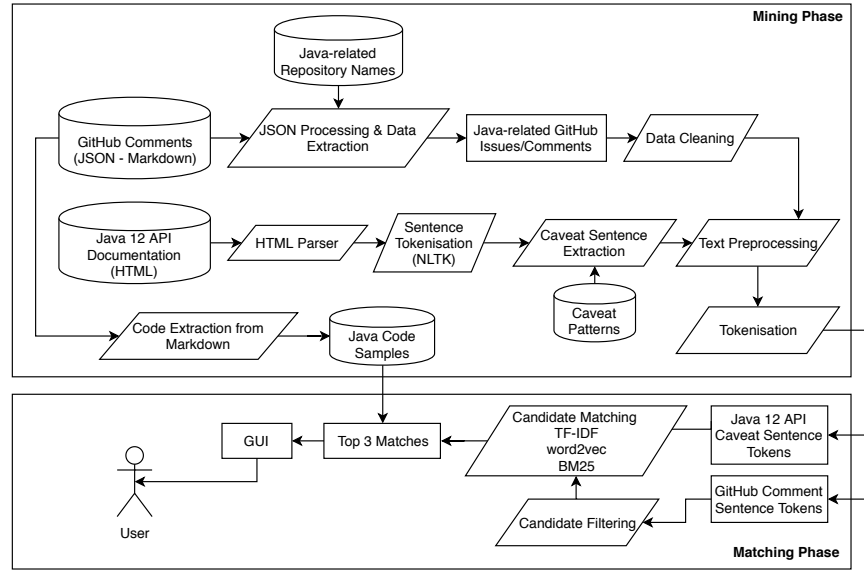 Mining Phase
Java-related
Repository Names
GitHub Comments
(JSON - Markdown)
JSON Processing & Data
Extraction
Java-related GitHub
Issues/Comments
Data Cleaning
Java 12 API
Documentation
(HTML)
HTML Parser
Sentence
Tokenisation
(NLTK)
Caveat Sentence
Extraction
Text Preprocessing
Caveat
Patterns
Tokenisation
Code Extraction from
Markdown
Java Code
Samples
Candidate Matching
TF-IDF
word2vec
BM25
Java 12 API
Caveat Sentence
Tokens
GUI
Top 3 Matches
GitHub Comment
Sentence Tokens
Candidate Filtering
User
Matching Phase